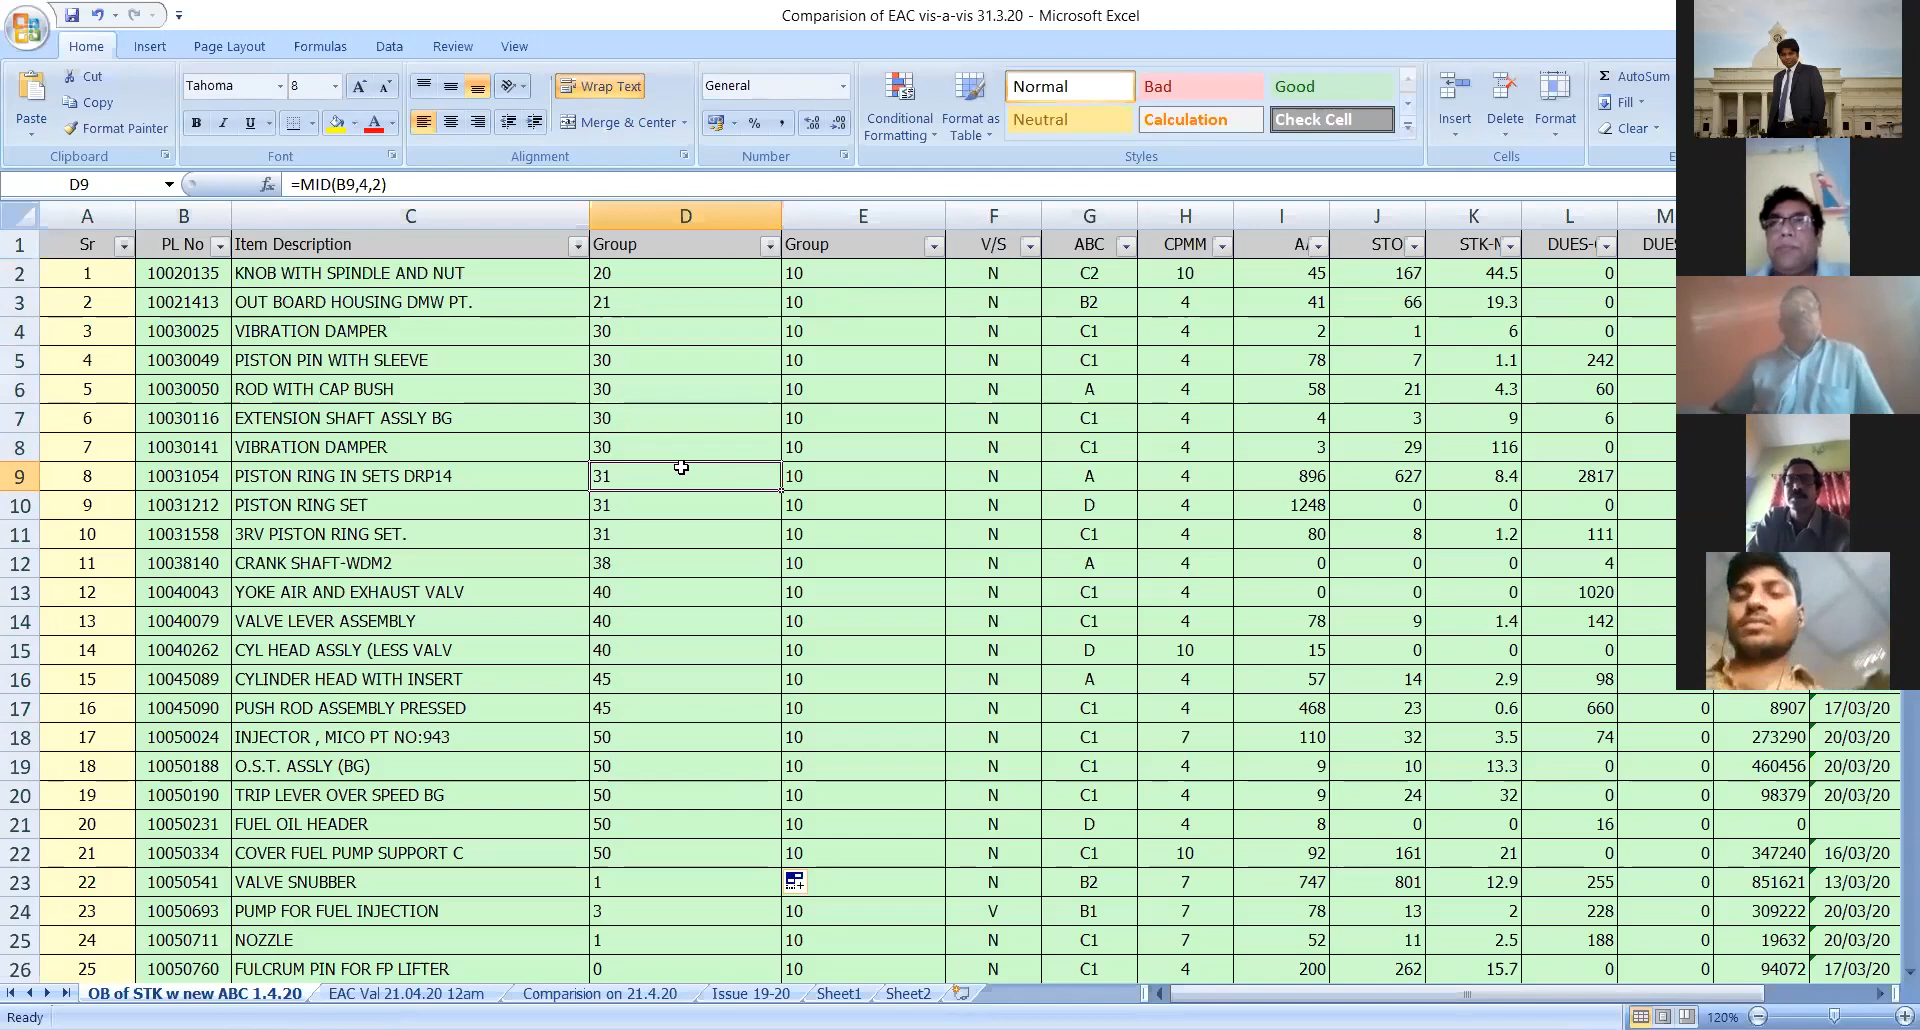 Comparision of EAC vis-a-vis 31.3.20 - Microsoft Excel
Home Insert Page Layout Formulas Data Review View
Paste Cut Copy Format Painter Clipboard
Tahoma 8 A A B I U A Font
Wrap Text Merge & Center Alignment
General % , Number
Conditional Formatting Format as Table Normal Bad Good Neutral Calculation Check Cell Styles
Insert Delete Format Cells
Σ AutoSum Fill Clear
D9 fx =MID(B9,4,2)
A B C D E F G H I J K L M
1 Sr PL No Item Description Group Group V/S ABC CPMM STO STK-M DUES- DUES
2 1 10020135 KNOB WITH SPINDLE AND NUT 20 10 N C2 10 45 167 44.5 0
3 2 10021413 OUT BOARD HOUSING DMW PT. 21 10 N B2 4 41 66 19.3 0
4 3 10030025 VIBRATION DAMPER 30 10 N C1 4 2 1 6 0
5 4 10030049 PISTON PIN WITH SLEEVE 30 10 N C1 4 78 7 1.1 242
6 5 10030050 ROD WITH CAP BUSH 30 10 N A 4 58 21 4.3 60
7 6 10030116 EXTENSION SHAFT ASSLY BG 30 10 N C1 4 4 3 9 6
8 7 10030141 VIBRATION DAMPER 30 10 N C1 4 3 29 116 0
9 8 10031054 PISTON RING IN SETS DRP14 31 10 N A 4 896 627 8.4 2817
10 9 10031212 PISTON RING SET 31 10 N D 4 1248 0 0 0
11 10 10031558 3RV PISTON RING SET. 31 10 N C1 4 80 8 1.2 111
12 11 10038140 CRANK SHAFT-WDM2 38 10 N A 4 0 0 0 4
13 12 10040043 YOKE AIR AND EXHAUST VALV 40 10 N C1 4 0 0 0 1020
14 13 10040079 VALVE LEVER ASSEMBLY 40 10 N C1 4 78 9 1.4 142
15 14 10040262 CYL HEAD ASSLY (LESS VALV 40 10 N D 10 15 0 0 0
16 15 10045089 CYLINDER HEAD WITH INSERT 45 10 N A 4 57 14 2.9 98
17 16 10045090 PUSH ROD ASSEMBLY PRESSED 45 10 N C1 4 468 23 0.6 660 0 8907 17/03/20
18 17 10050024 INJECTOR , MICO PT NO:943 50 10 N C1 7 110 32 3.5 74 0 273290 20/03/20
19 18 10050188 O.S.T. ASSLY (BG) 50 10 N C1 4 9 10 13.3 0 0 460456 20/03/20
20 19 10050190 TRIP LEVER OVER SPEED BG 50 10 N C1 4 9 24 32 0 0 98379 20/03/20
21 20 10050231 FUEL OIL HEADER 50 10 N D 4 8 0 0 16 0 0
22 21 10050334 COVER FUEL PUMP SUPPORT C 50 10 N C1 10 92 161 21 0 0 347240 16/03/20
23 22 10050541 VALVE SNUBBER 1 N B2 7 747 801 12.9 255 0 851621 13/03/20
24 23 10050693 PUMP FOR FUEL INJECTION 3 10 V B1 7 78 13 2 228 0 309222 20/03/20
25 24 10050711 NOZZLE 1 10 N C1 7 52 11 2.5 188 0 19632 20/03/20
26 25 10050760 FULCRUM PIN FOR FP LIFTER 0 10 N C1 4 200 262 15.7 0 0 94072 17/03/20
OB of STK w new ABC 1.4.20 EAC Val 21.04.20 12am Comparision on 21.4.20 Issue 19-20 Sheet1 Sheet2
Ready 120%